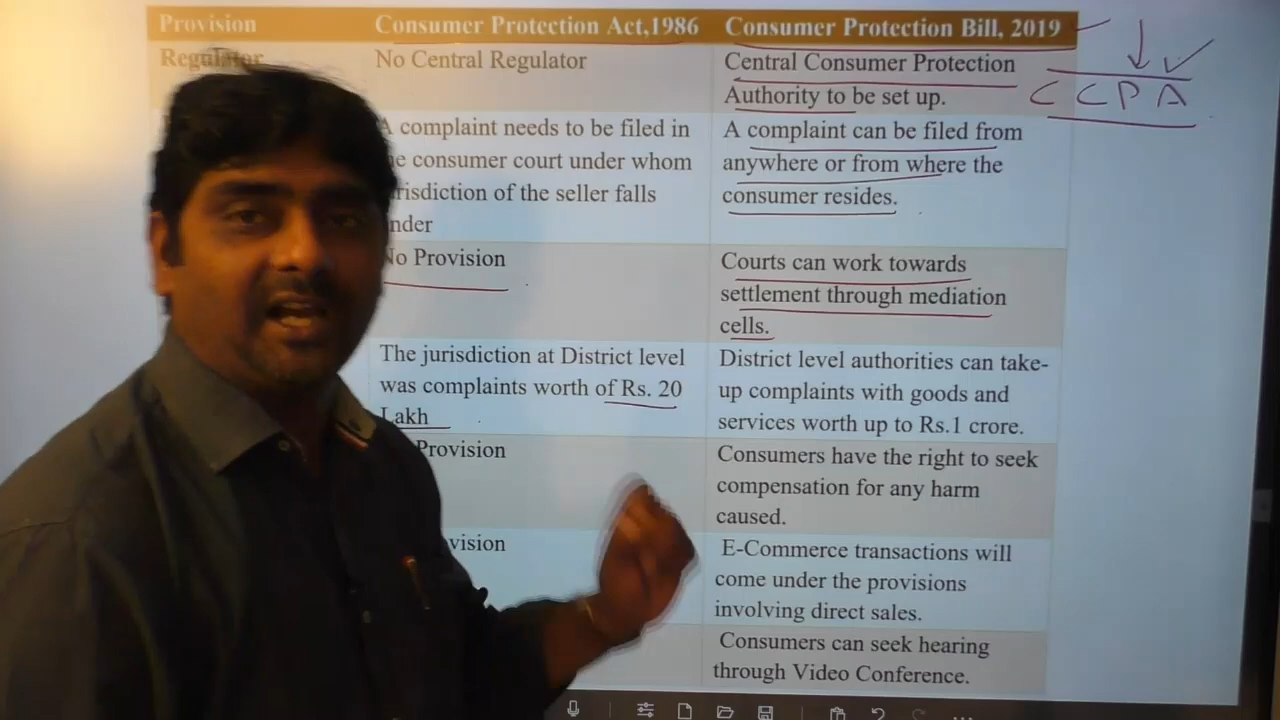 Provision Consumer Protection Act,1986 Consumer Protection Bill, 2019
Regulator No Central Regulator Central Consumer Protection
Authority to be set up.
C C P A
complaint needs to be filed in
consumer court under whom
of the seller falls
A complaint can be filed from
anywhere or from where the
consumer resides.
No Provision
Courts can work towards
settlement through mediation
cells.
The jurisdiction at District level
was complaints worth of Rs. 20
Lakh
District level authorities can take-
up complaints with goods and
services worth up to Rs.1 crore.
Provision
Consumers have the right to seek
compensation for any harm
caused.
E-Commerce transactions will
come under the provisions
involving direct sales.
Consumers can seek hearing
through Video Conference.